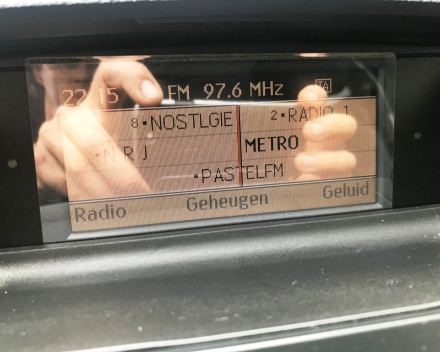 22:15 FM 97.6 MHz TA
8•NOSTLGIE 2•RADIO 1
•NRJ METRO
•PASTELFM
Radio Geheugen Geluid